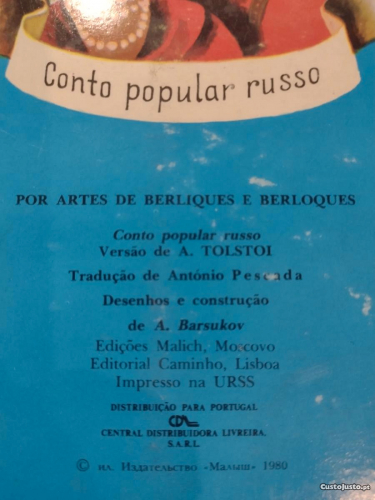 Conto popular russo
POR ARTES DE BERLIQUES E BERLOQUES
Conto popular russo
Versão de A. TOLSTOI
Tradução de António Pescada
Desenhos e construção
de A. Barsukov
Edições Malich, Moscovo
Editorial Caminho, Lisboa
Impresso na URSS
DISTRIBUIÇÃO PARA PORTUGAL
CDL
CENTRAL DISTRIBUIDORA LIVREIRA.
S.A.R.L.
© ил. Издательство «Малыш» 1980
CustoJusto.pt